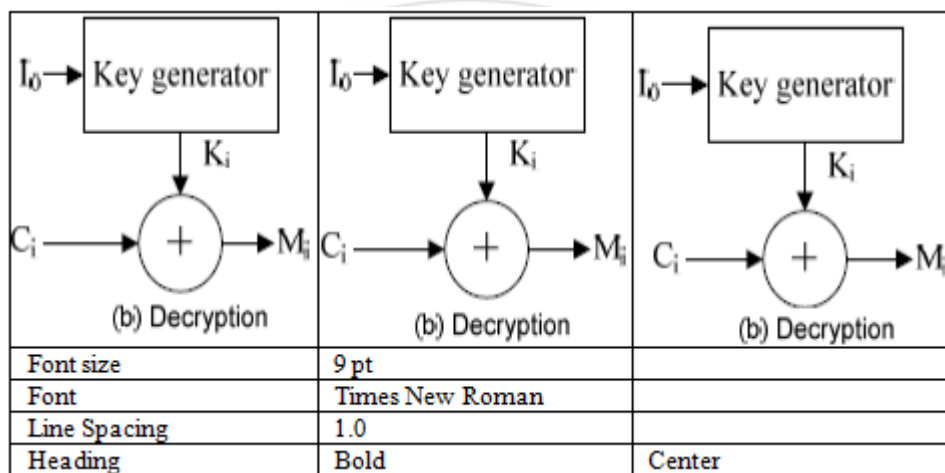 I₀ Key generator
Kᵢ
Cᵢ + Mᵢ
(b) Decryption
I₀ Key generator
Kᵢ
Cᵢ + Mᵢ
(b) Decryption
I₀ Key generator
Kᵢ
Cᵢ + Mᵢ
(b) Decryption
Font size 9 pt
Font Times New Roman
Line Spacing 1.0
Heading Bold Center